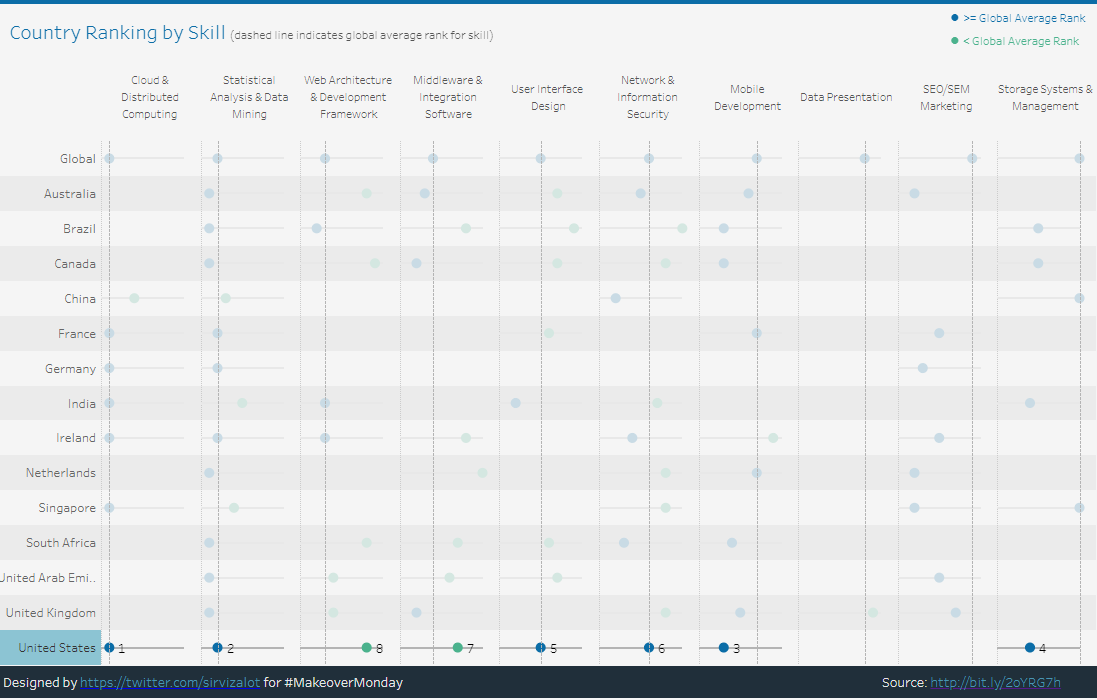 Country Ranking by Skill (dashed line indicates global average rank for skill)
>= Global Average Rank
< Global Average Rank
Cloud &
Distributed
Computing
Statistical
Analysis & Data
Mining
Web Architecture
& Development
Framework
Middleware &
Integration
Software
User Interface
Design
Network &
Information
Security
Mobile
Development
Data Presentation
SEO/SEM
Marketing
Storage Systems &
Management
Global
Australia
Brazil
Canada
China
France
Germany
India
Ireland
Netherlands
Singapore
South Africa
United Arab Emi..
United Kingdom
United States 1 2 8 7 5 6 3 4
Designed by https://twitter.com/sirvizalot for #MakeoverMonday
Source: http://bit.ly/2oYRG7h